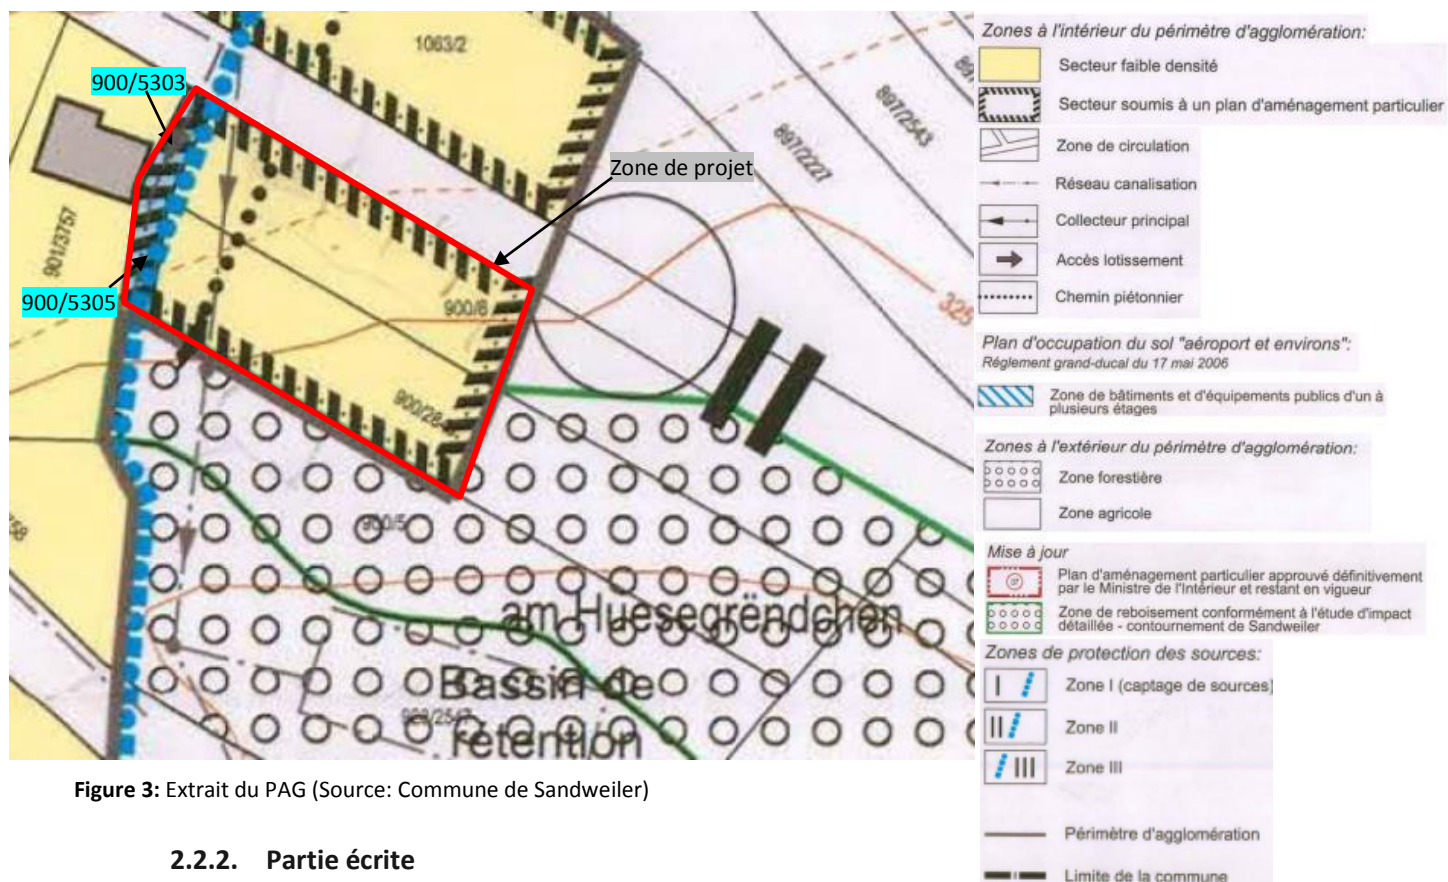 1063/2
900/5303
897/2543
897/2227
Zone de projet
901/3757
900/5305
900/8
325
900/5
am Huesegrëndchen
Bassin de
923/2547
rétention
Zones à l'intérieur du périmètre d'agglomération:
Secteur faible densité
Secteur soumis à un plan d'aménagement particulier
Zone de circulation
Réseau canalisation
Collecteur principal
Accès lotissement
Chemin piétonnier
Plan d'occupation du sol "aéroport et environs":
Réglement grand-ducal du 17 mai 2006
Zone de bâtiments et d'équipements publics d'un à
plusieurs étages
Zones à l'extérieur du périmètre d'agglomération:
Zone forestière
Zone agricole
Mise à jour
Plan d'aménagement particulier approuvé définitivement
par le Ministre de l'Intérieur et restant en vigueur
Zone de reboisement conformément à l'étude d'impact
détaillée - contournement de Sandweiler
Zones de protection des sources:
Zone I (captage de sources)
Zone II
Zone III
Périmètre d'agglomération
Limite de la commune
Figure 3: Extrait du PAG (Source: Commune de Sandweiler)
2.2.2. Partie écrite